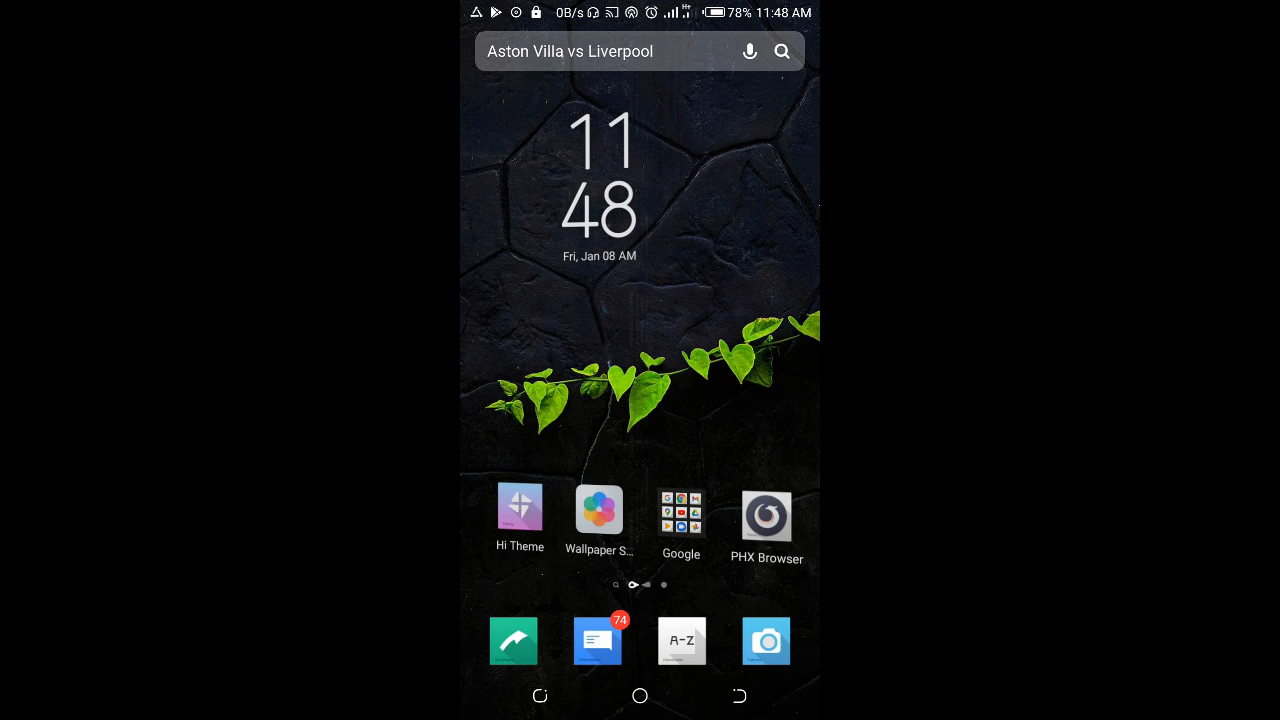 0B/s H+ 78% 11:48 AM
Aston Villa vs Liverpool
11
48
Fri, Jan 08 AM
Hi Theme
Wallpaper S...
Google
PHX Browser
74
A-Z